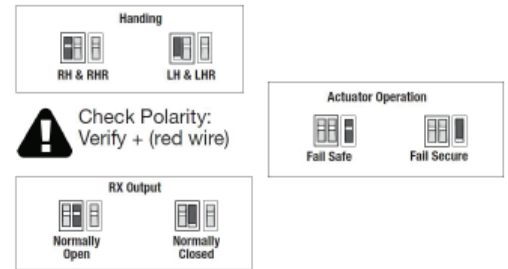 Handing
RH & RHR
LH & LHR
Check Polarity:
Verify + (red wire)
Actuator Operation
Fail Safe
Fail Secure
RX Output
Normally
Open
Normally
Closed